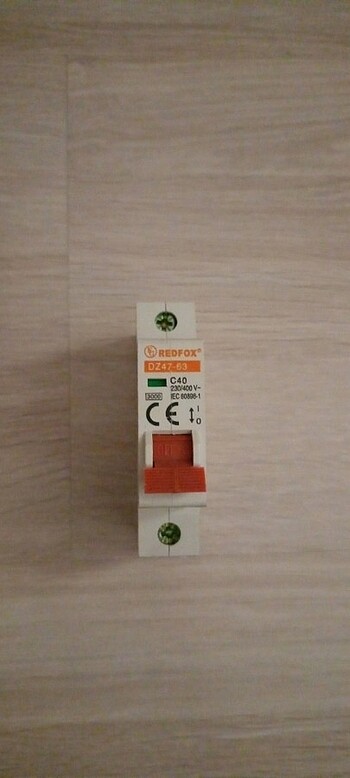 REDFOX®
DZ47-63
C40
230/400 V~
3000 IEC 60898-1
CE I
O